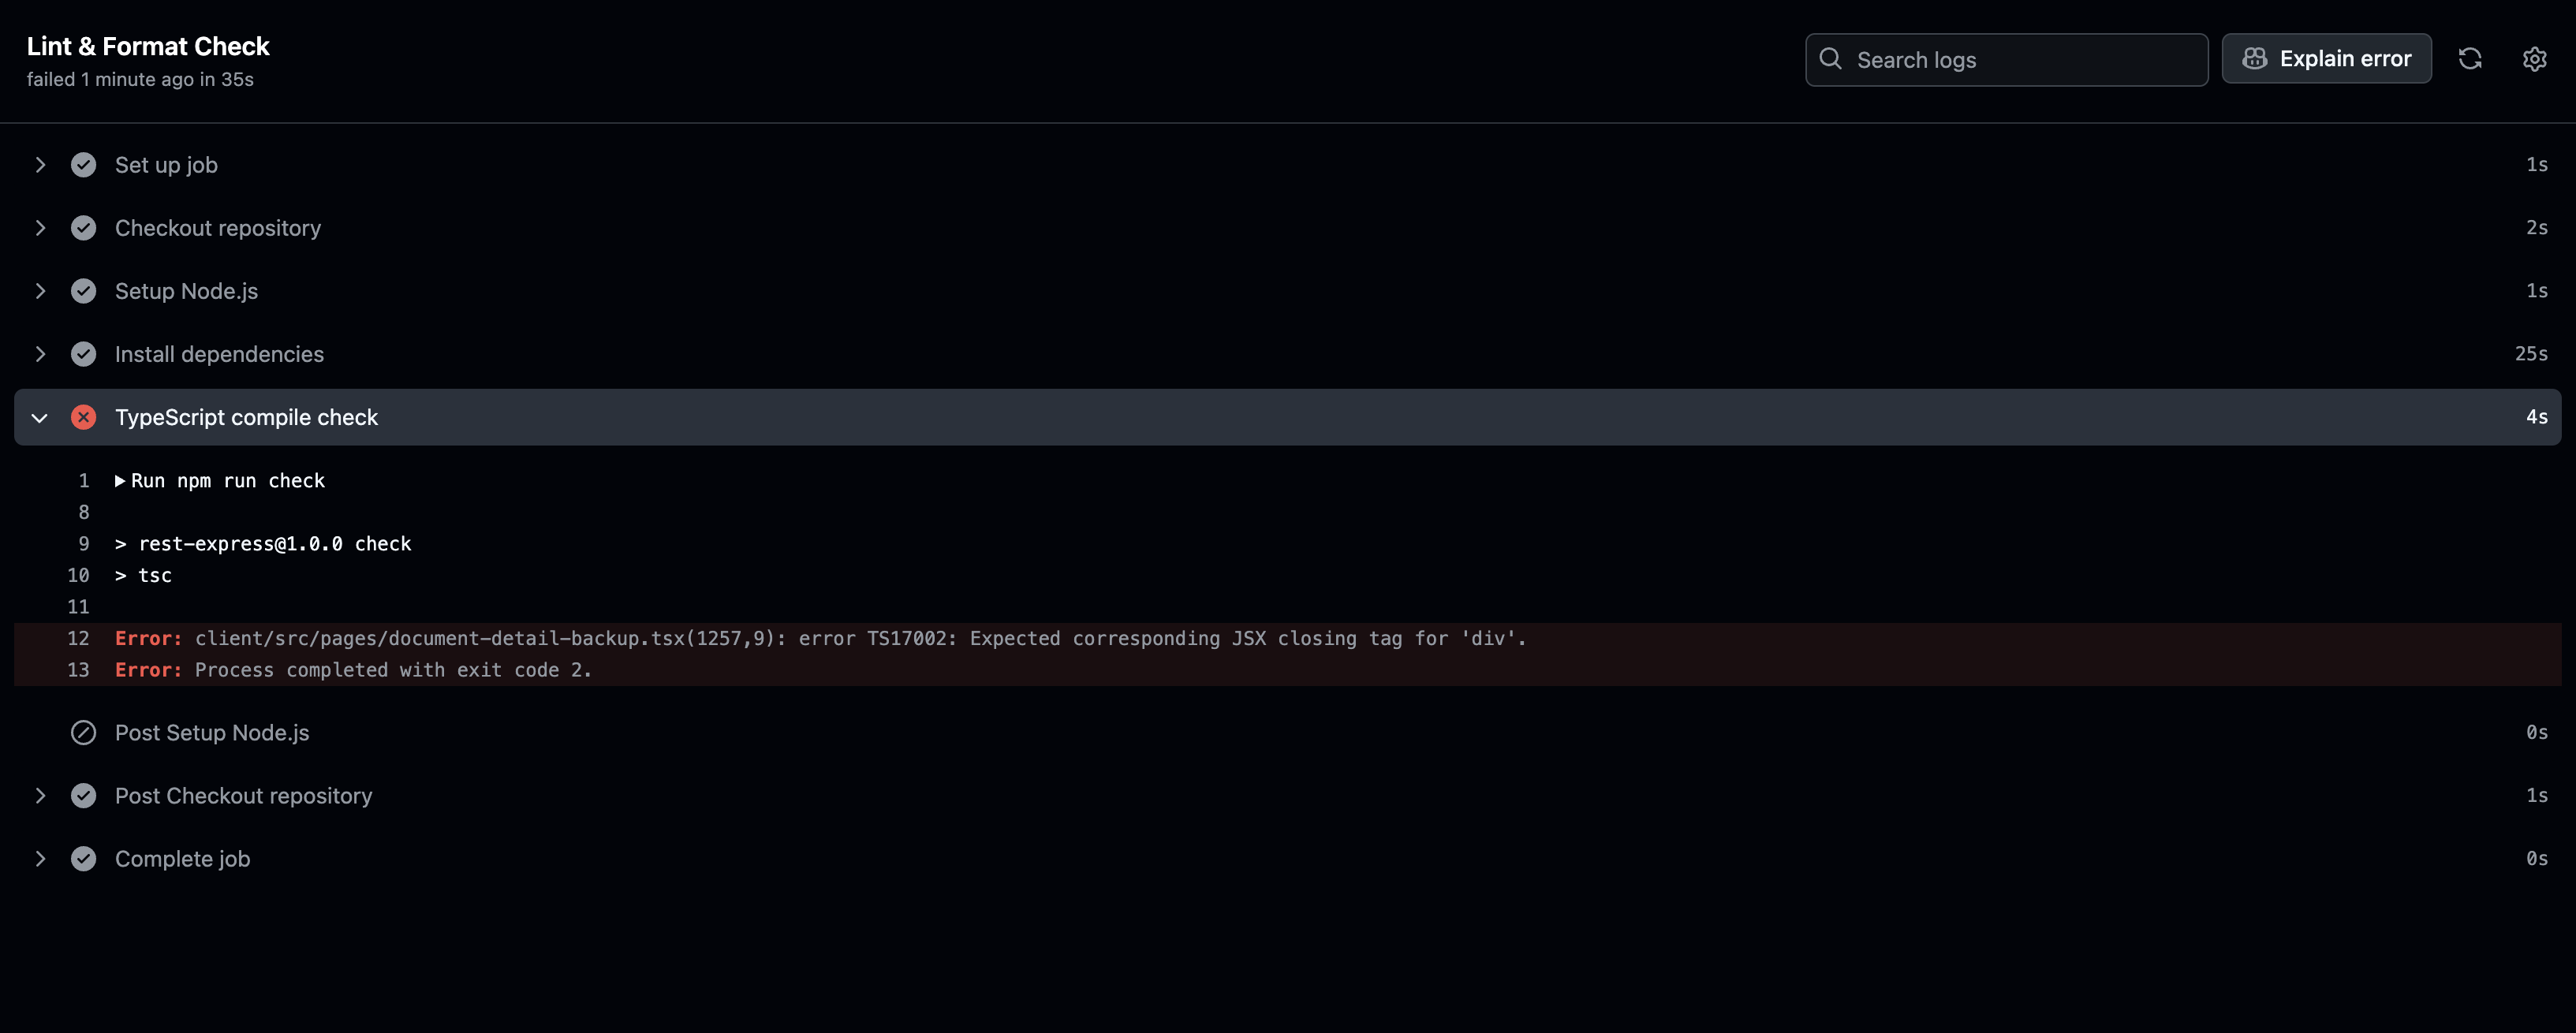 Lint & Format Check
failed 1 minute ago in 35s
Search logs
Explain error
Set up job 1s
Checkout repository 2s
Setup Node.js 1s
Install dependencies 25s
TypeScript compile check 4s
1 Run npm run check
8
9 > rest-express@1.0.0 check
10 > tsc
11
12 Error: client/src/pages/document-detail-backup.tsx(1257,9): error TS17002: Expected corresponding JSX closing tag for 'div'.
13 Error: Process completed with exit code 2.
Post Setup Node.js 0s
Post Checkout repository 1s
Complete job 0s